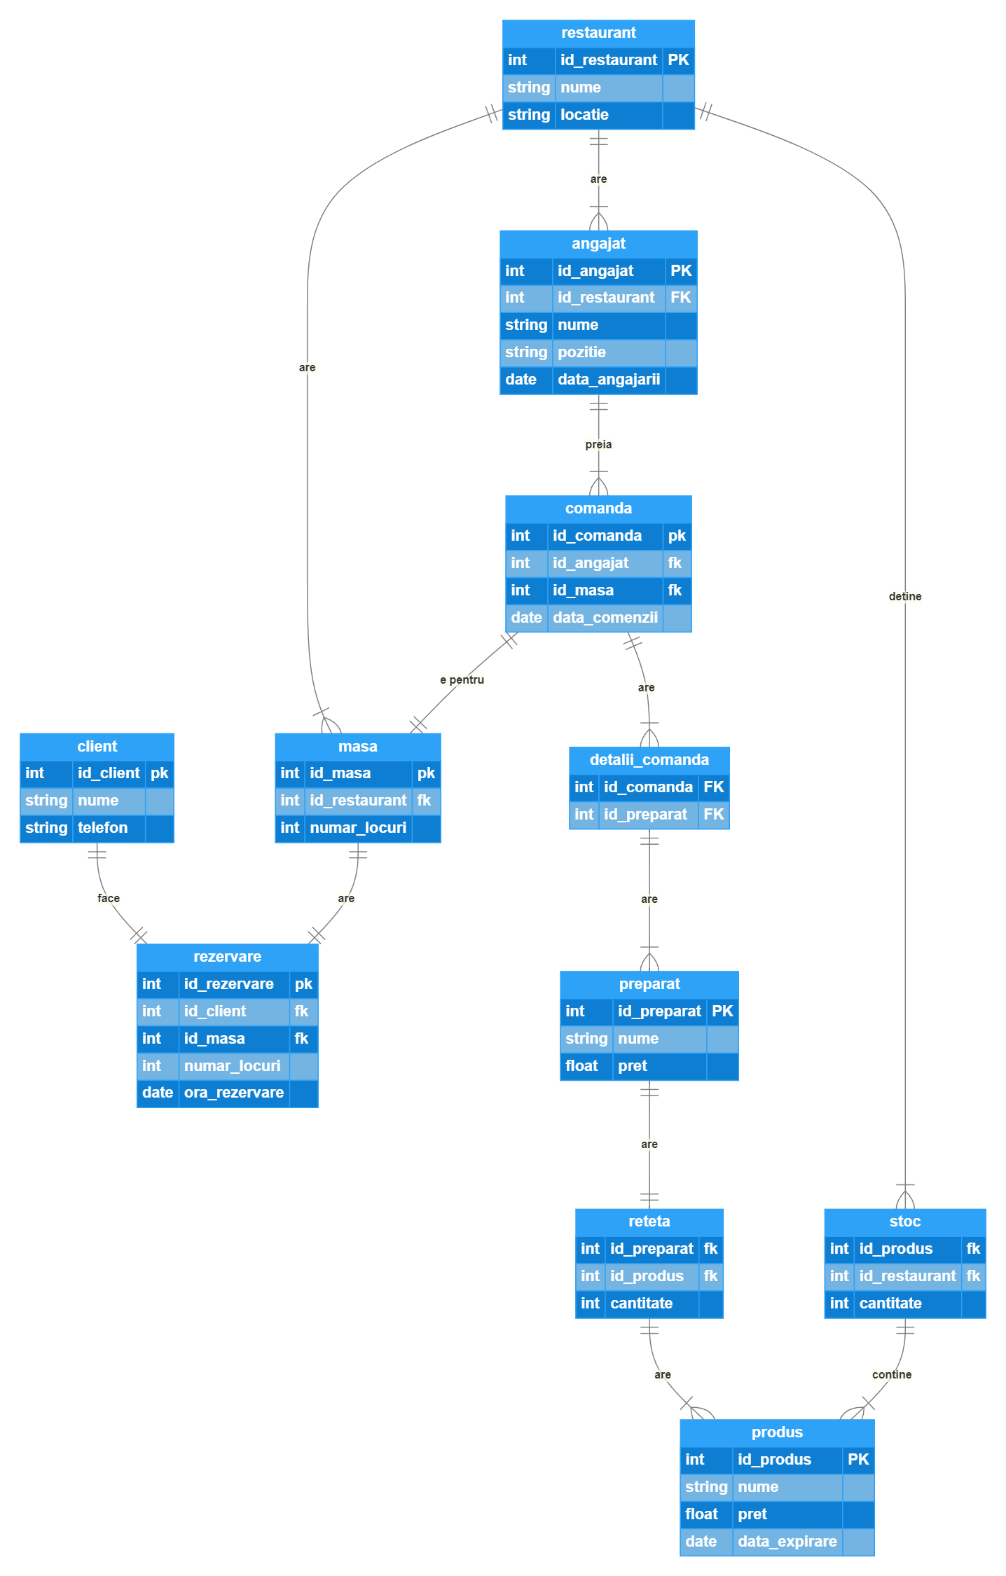 restaurant
int id_restaurant PK
string nume
string locatie
are
angajat
int id_angajat PK
int id_restaurant FK
string nume
string pozitie
date data_angajarii
are
preia
comanda
int id_comanda pk
int id_angajat fk
int id_masa fk
date data_comenzii
detine
e pentru
are
client
int id_client pk
string nume
string telefon
masa
int id_masa pk
int id_restaurant fk
int numar_locuri
detalii_comanda
int id_comanda FK
int id_preparat FK
face
are
are
rezervare
int id_rezervare pk
int id_client fk
int id_masa fk
int numar_locuri
date ora_rezervare
preparat
int id_preparat PK
string nume
float pret
are
reteta
int id_preparat fk
int id_produs fk
int cantitate
stoc
int id_produs fk
int id_restaurant fk
int cantitate
are
contine
produs
int id_produs PK
string nume
float pret
date data_expirare